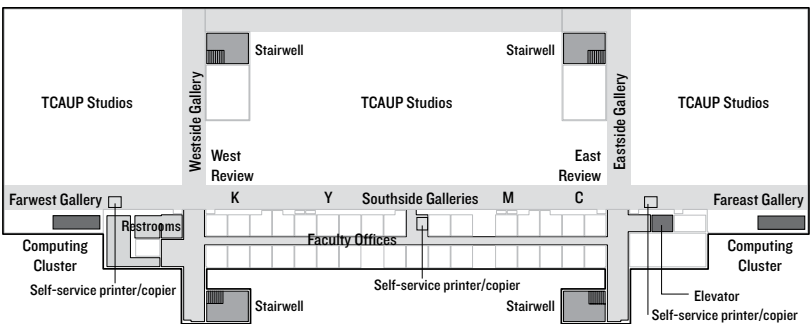 Stairwell
Stairwell
Westside Gallery
Eastside Gallery
TCAUP Studios
TCAUP Studios
TCAUP Studios
West
Review
East
Review
Farwest Gallery
K
Y
Southside Galleries
M
C
Fareast Gallery
Restrooms
Faculty Offices
Computing
Cluster
Computing
Cluster
Self-service printer/copier
Self-service printer/copier
Elevator
Stairwell
Stairwell
Self-service printer/copier